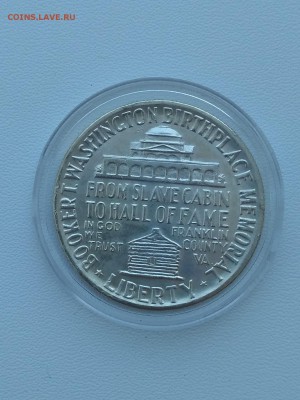 COINS.LAVE.RU
BOOKER T. WASHINGTON BIRTHPLACE MEMORIAL
FROM SLAVE CABIN
TO HALL OF FAME
IN GOD
WE
TRUST
FRANKLIN
COUNTY
VA.
LIBERTY